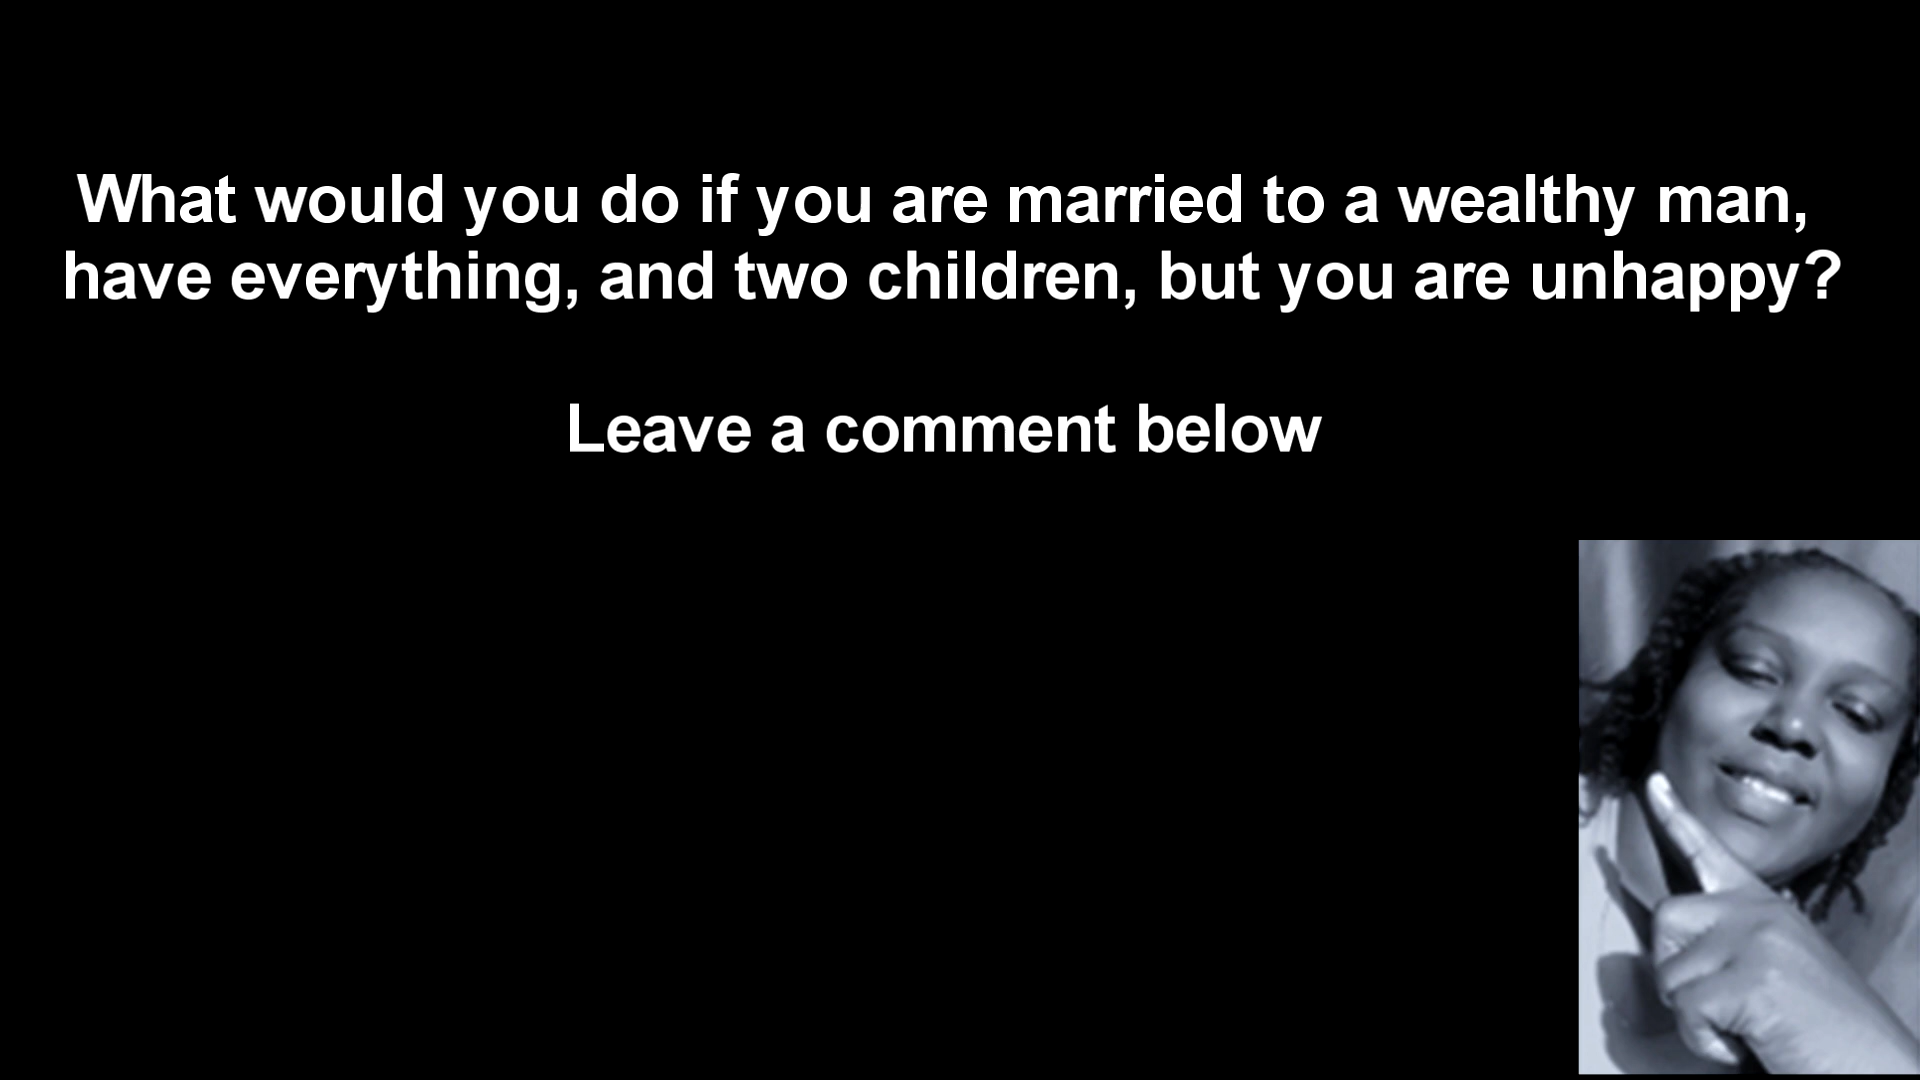 What would you do if you are married to a wealthy man,
have everything, and two children, but you are unhappy?
Leave a comment below